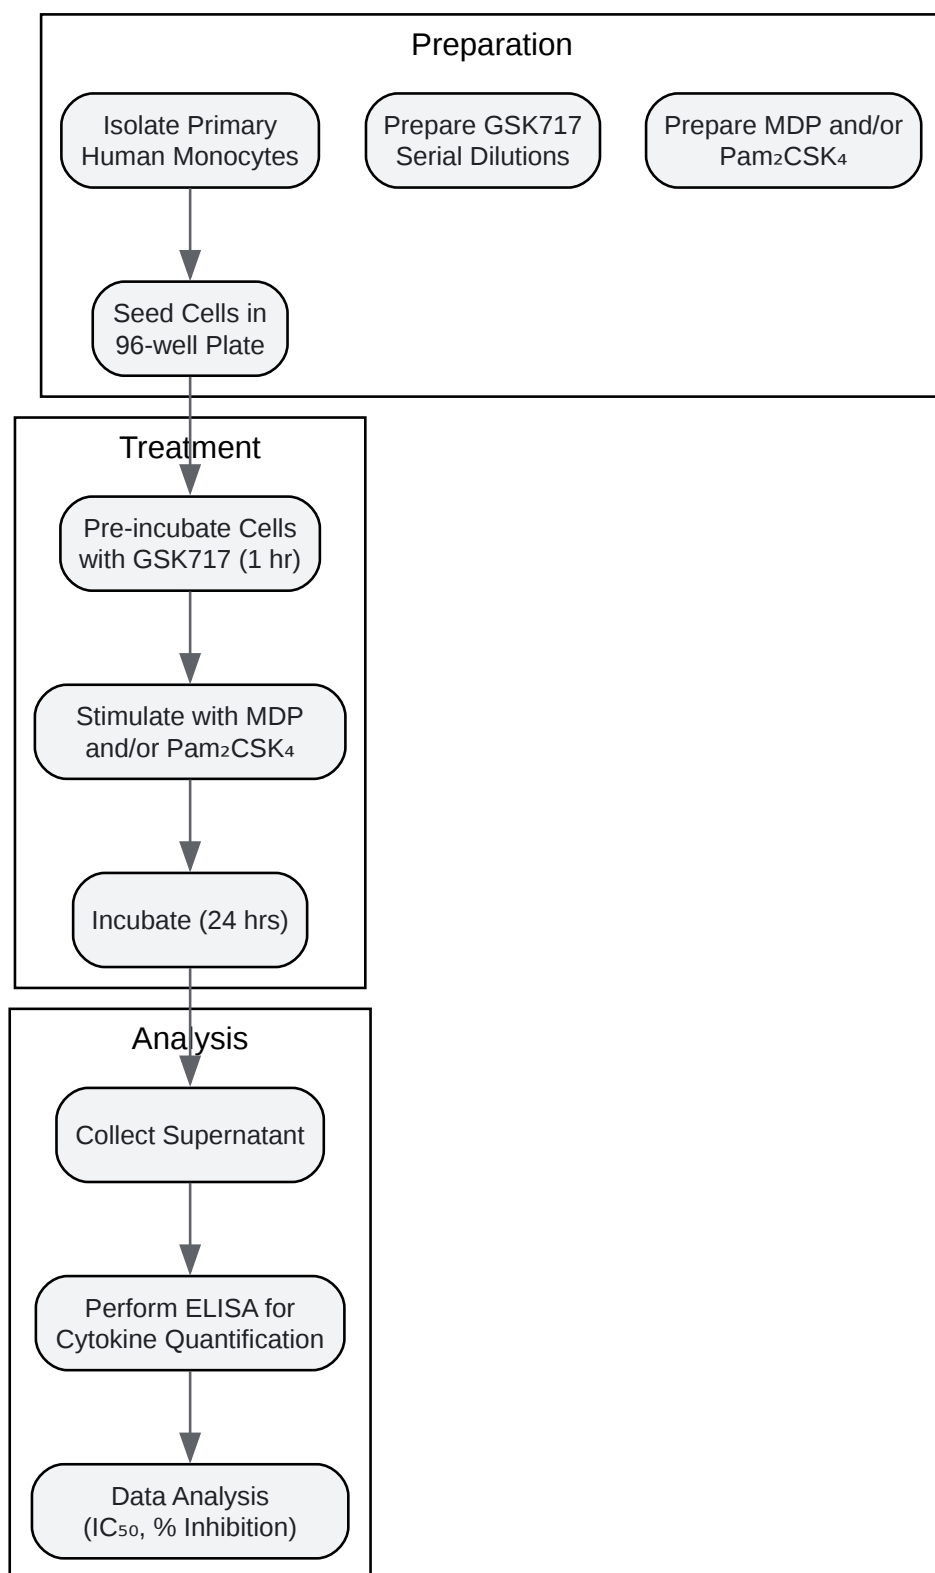 Preparation
Isolate Primary
Human Monocytes
Prepare GSK717
Serial Dilutions
Prepare MDP and/or
Pam₂CSK₄
Seed Cells in
96-well Plate
Treatment
Pre-incubate Cells
with GSK717 (1 hr)
Stimulate with MDP
and/or Pam₂CSK₄
Incubate (24 hrs)
Analysis
Collect Supernatant
Perform ELISA for
Cytokine Quantification
Data Analysis
(IC₅₀, % Inhibition)